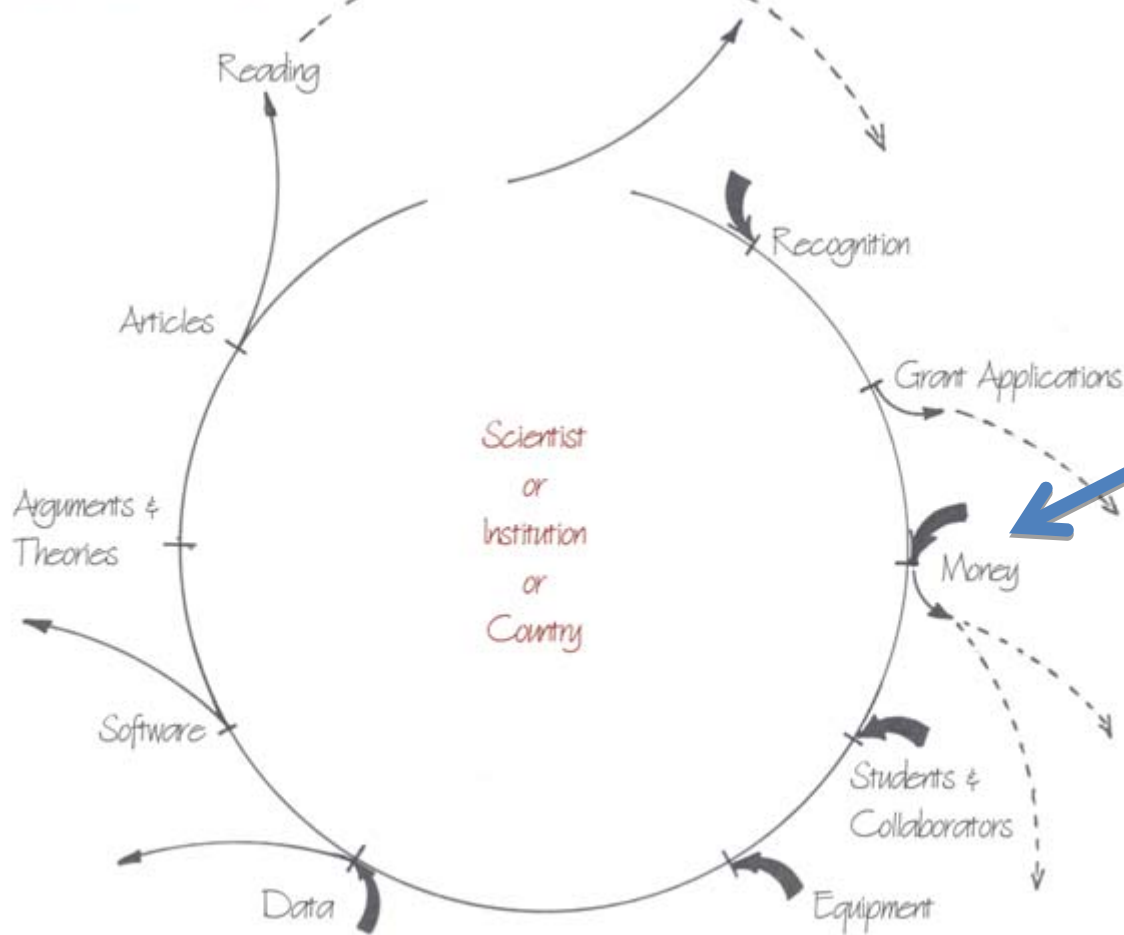 Reading
Recognition
Articles
Grant Applications
Scientist
or
Institution
or
Country
Arguments &
Theories
Money
Software
Students &
Collaborators
Data
Equipment